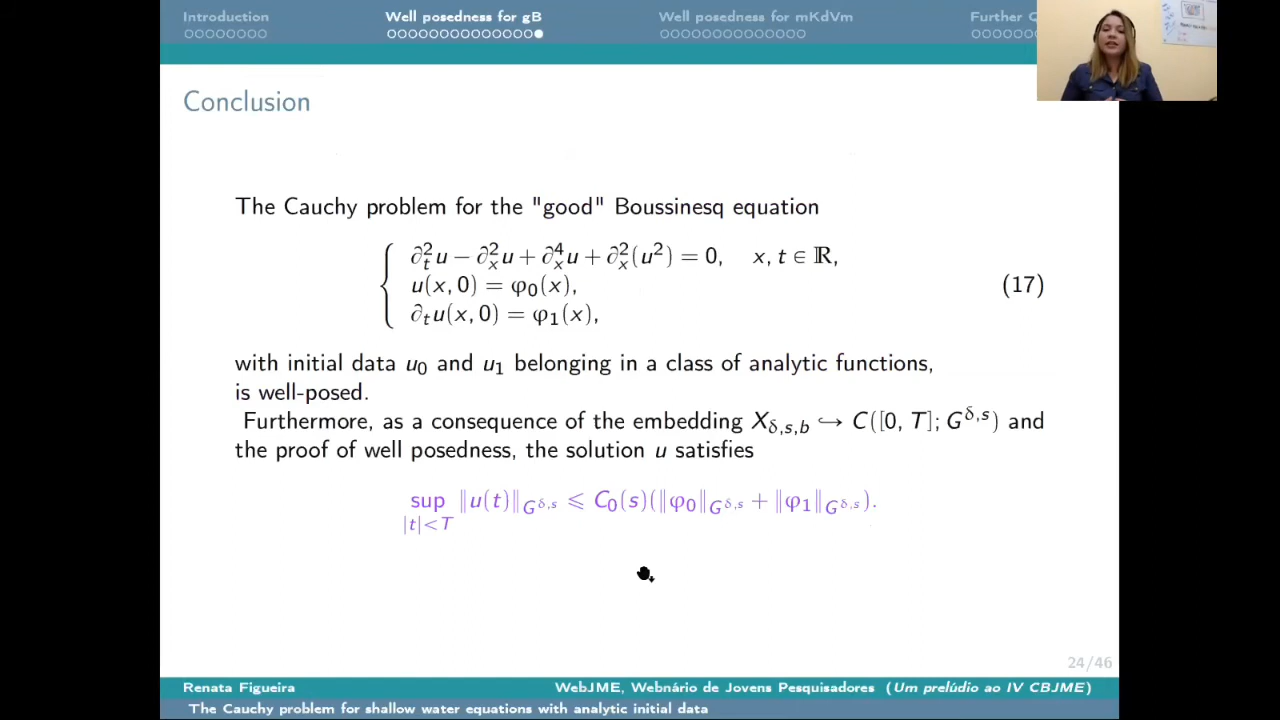 Introduction
Well posedness for gB
Well posedness for mKdVm
Further
Conclusion
The Cauchy problem for the "good" Boussinesq equation
∂²ₜu − ∂²ₓu + ∂⁴ₓu + ∂²ₓ(u²) = 0, x, t ∈ ℝ,
u(x, 0) = φ₀(x),
∂ₜu(x, 0) = φ₁(x),
(17)
with initial data u₀ and u₁ belonging in a class of analytic functions,
is well-posed.
Furthermore, as a consequence of the embedding X_{δ,s,b} ↪ C([0, T]; G^{δ,s}) and
the proof of well posedness, the solution u satisfies
sup_{|t|<T} ‖u(t)‖_{G^{δ,s}} ⩽ C₀(s)(‖φ₀‖_{G^{δ,s}} + ‖φ₁‖_{G^{δ,s}}).
24/46
Renata Figueira
WebJME, Webnário de Jovens Pesquisadores (Um prelúdio ao IV CBJME)
The Cauchy problem for shallow water equations with analytic initial data